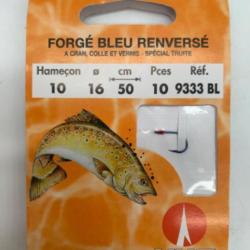 FORGÉ BLEU RENVERSÉ
A CRAN, COLLE ET VERNIS - SPÉCIAL TRUITE
Hameçon ø cm Pces Réf.
10 16 50 10 9333 BL